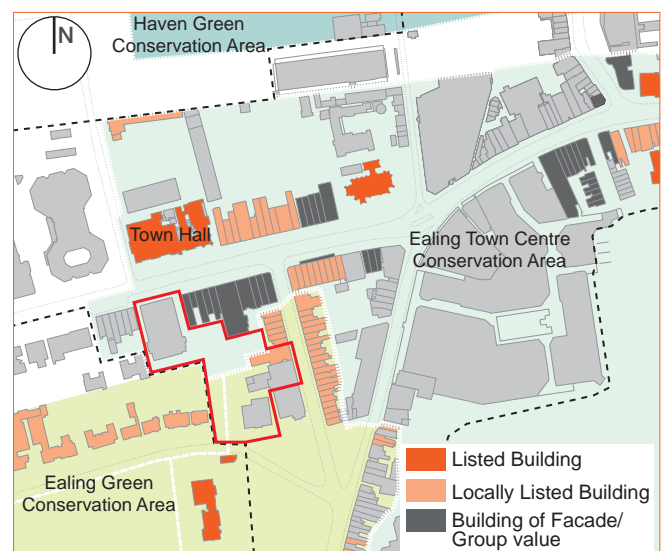 Haven Green
Conservation Area
N
Town Hall
Ealing Town Centre
Conservation Area
Ealing Green
Conservation Area
Listed Building
Locally Listed Building
Building of Facade/
Group value